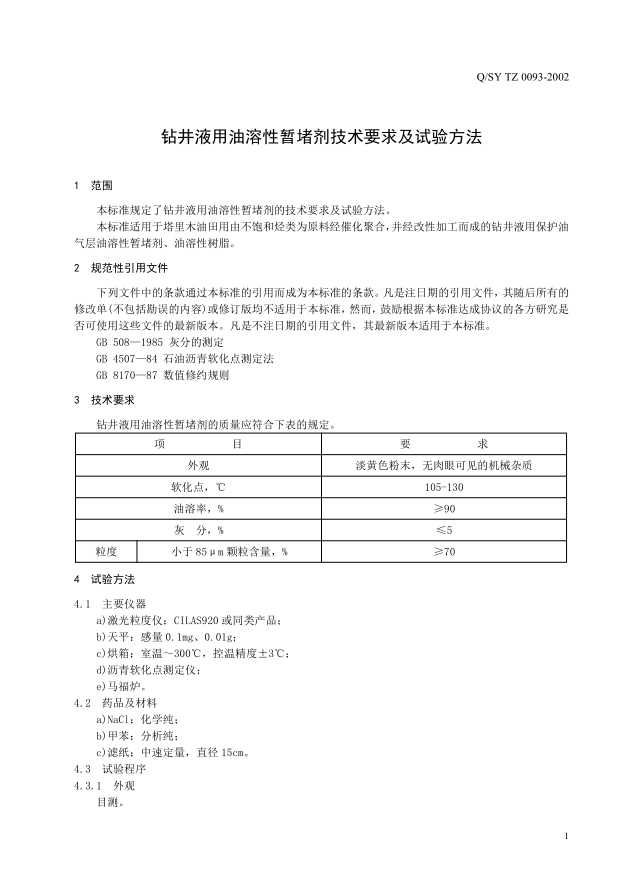 Q/SY TZ 0093-2002
钻井液用油溶性暂堵剂技术要求及试验方法
1 范围
本标准规定了钻井液用油溶性暂堵剂的技术要求及试验方法。
本标准适用于塔里木油田用由不饱和烃类为原料经催化聚合，并经改性加工而成的钻井液用保护油
气层油溶性暂堵剂、油溶性树脂。
2 规范性引用文件
下列文件中的条款通过本标准的引用而成为本标准的条款。凡是注日期的引用文件，其随后所有的
修改单(不包括勘误的内容)或修订版均不适用于本标准，然而，鼓励根据本标准达成协议的各方研究是
否可使用这些文件的最新版本。凡是不注日期的引用文件，其最新版本适用于本标准。
GB 508—1985 灰分的测定
GB 4507—84 石油沥青软化点测定法
GB 8170—87 数值修约规则
3 技术要求
钻井液用油溶性暂堵剂的质量应符合下表的规定。
项 目 要 求
外观 淡黄色粉末，无肉眼可见的机械杂质
软化点，℃ 105-130
油溶率，% ≥90
灰 分，% ≤5
粒度 小于 85μm 颗粒含量，% ≥70
4 试验方法
4.1 主要仪器
a)激光粒度仪：CILAS920 或同类产品；
b)天平：感量 0.1mg、0.01g；
c)烘箱：室温～300℃，控温精度±3℃；
d)沥青软化点测定仪；
e)马福炉。
4.2 药品及材料
a)NaCl：化学纯；
b)甲苯：分析纯；
c)滤纸：中速定量，直径 15cm。
4.3 试验程序
4.3.1 外观
目测。
1